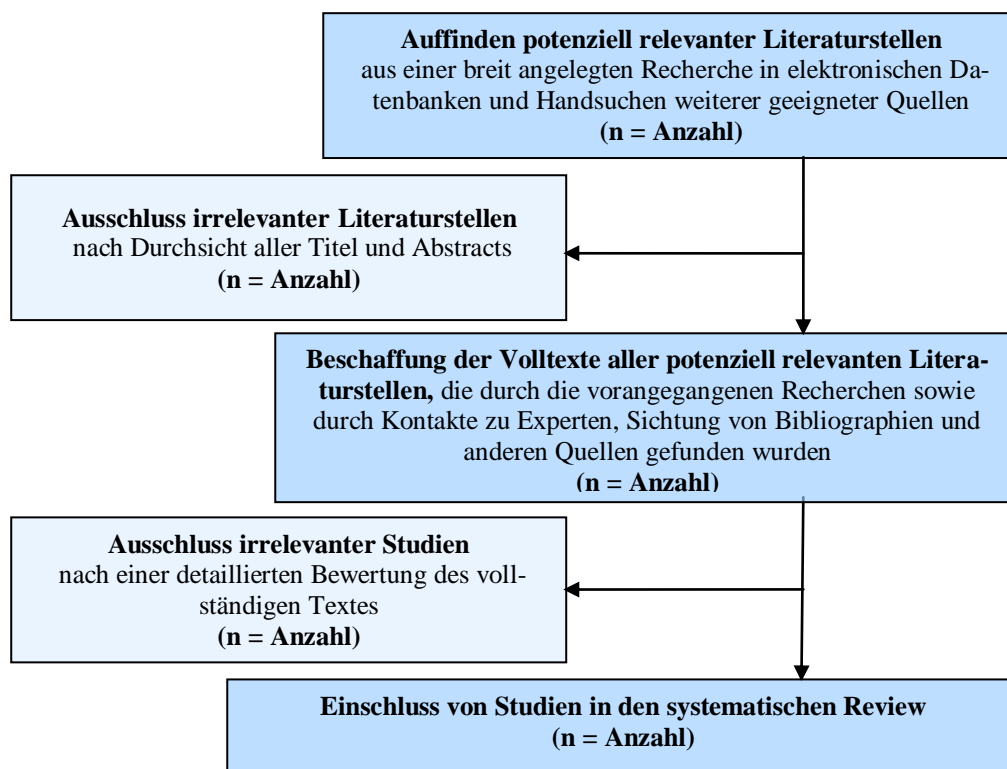 Auffinden potenziell relevanter Literaturstellen
aus einer breit angelegten Recherche in elektronischen Da-
tenbanken und Handsuchen weiterer geeigneter Quellen
(n = Anzahl)
Ausschluss irrelevanter Literaturstellen
nach Durchsicht aller Titel und Abstracts
(n = Anzahl)
Beschaffung der Volltexte aller potenziell relevanten Litera-
turstellen, die durch die vorangegangenen Recherchen sowie
durch Kontakte zu Experten, Sichtung von Bibliographien und
anderen Quellen gefunden wurden
(n = Anzahl)
Ausschluss irrelevanter Studien
nach einer detaillierten Bewertung des voll-
ständigen Textes
(n = Anzahl)
Einschluss von Studien in den systematischen Review
(n = Anzahl)